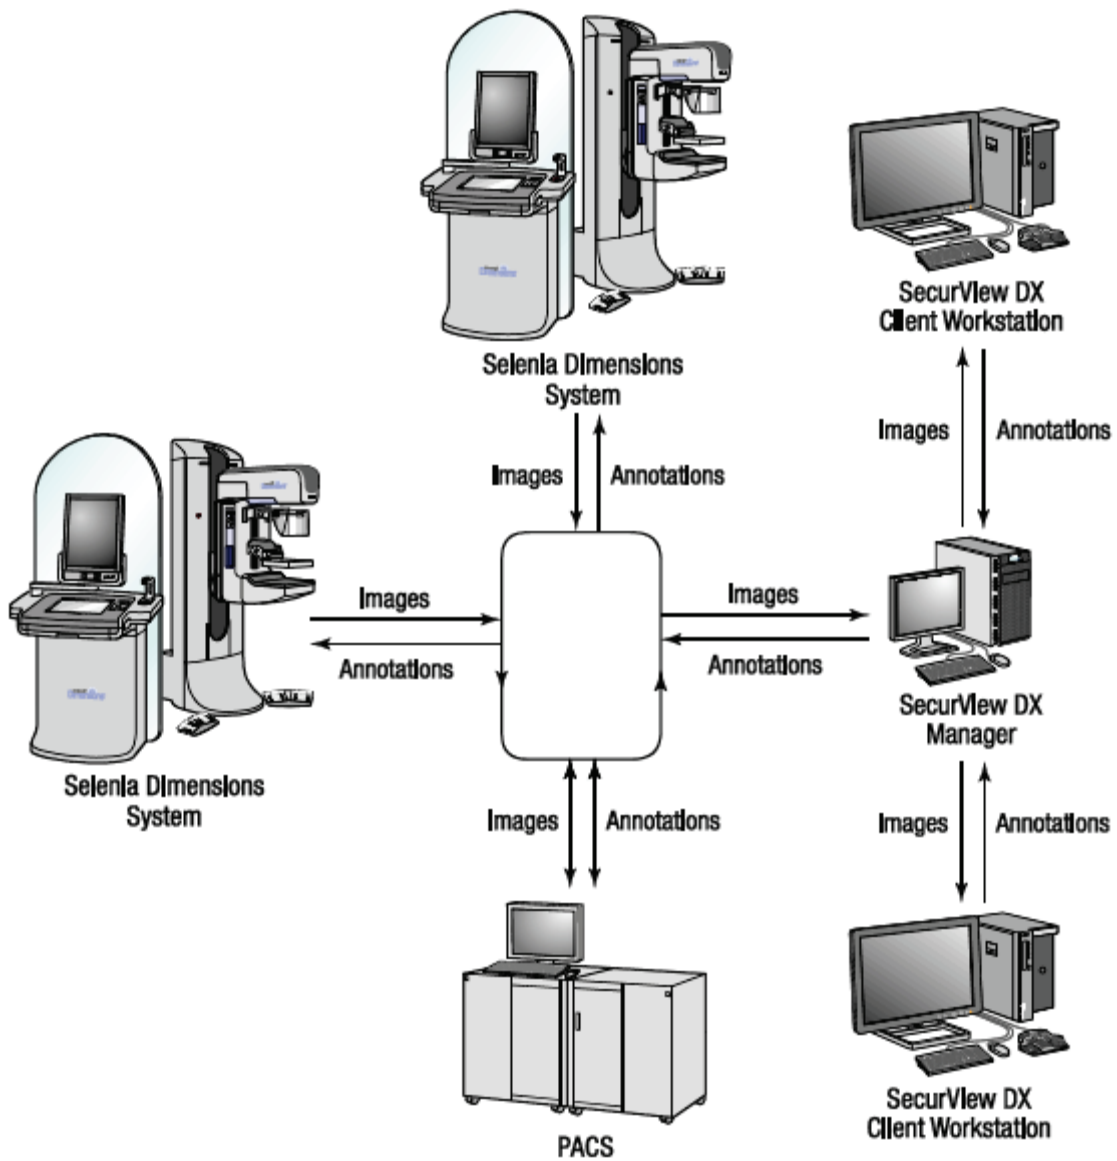 Selenia Dimensions
System
Images
Annotations
SecurView DX
Client Workstation
Images
Annotations
Selenia Dimensions
System
Images
Annotations
Images
Annotations
SecurView DX
Manager
Images
Annotations
PACS
Images
Annotations
SecurView DX
Client Workstation